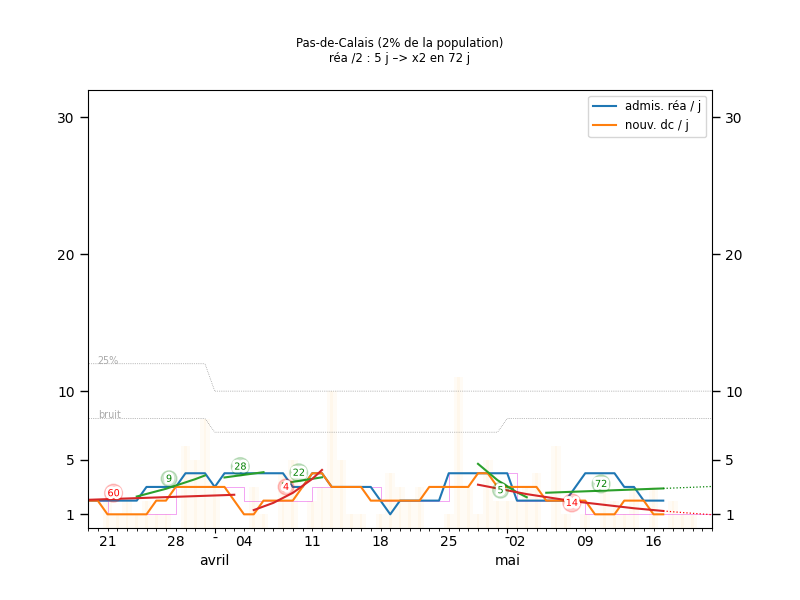 Pas-de-Calais (2% de la population)
réa /2 : 5 j –> x2 en 72 j
admis. réa / j
nouv. dc / j
30 30
20 20
25%
10 10
bruit
5 5
60 9 28 4 22 5 14 72
1 1
21 28 - 04 11 18 25 - 02 09 16
avril mai